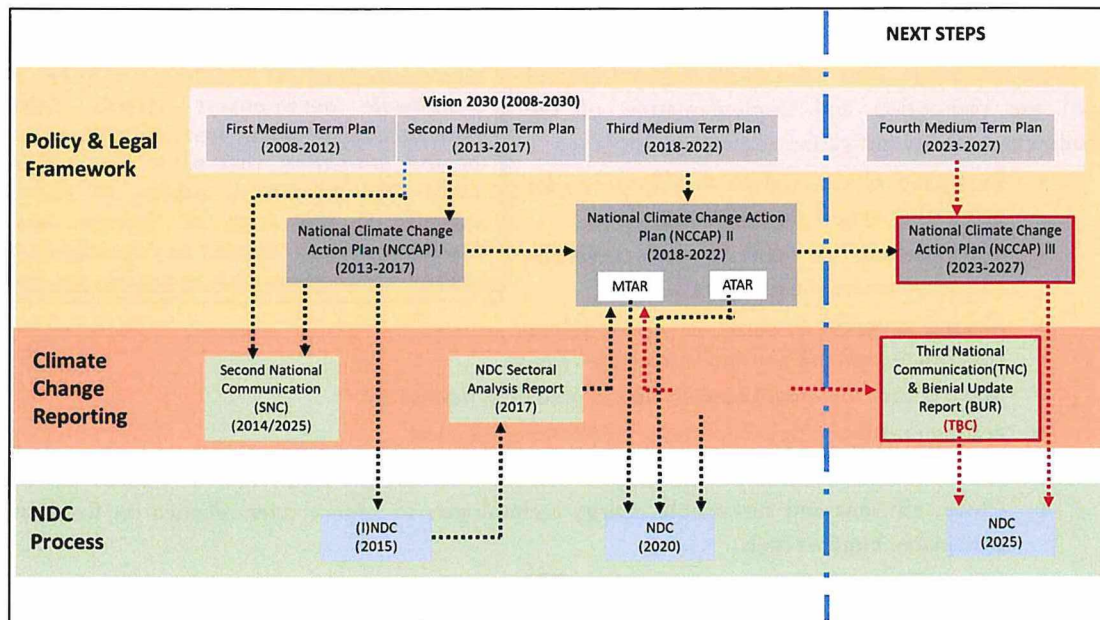 NEXT STEPS
Policy & Legal
Framework
Vision 2030 (2008-2030)
First Medium Term Plan
(2008-2012)
Second Medium Term Plan
(2013-2017)
Third Medium Term Plan
(2018-2022)
Fourth Medium Term Plan
(2023-2027)
National Climate Change
Action Plan (NCCAP) I
(2013-2017)
National Climate Change Action
Plan (NCCAP) II
(2018-2022)
MTAR
ATAR
National Climate Change
Action Plan (NCCAP) III
(2023-2027)
Climate
Change
Reporting
Second National
Communication
(SNC)
(2014/2025)
NDC Sectoral
Analysis Report
(2017)
Third National
Communication(TNC)
& Bienial Update
Report (BUR)
(TBC)
NDC
Process
(I)NDC
(2015)
NDC
(2020)
NDC
(2025)